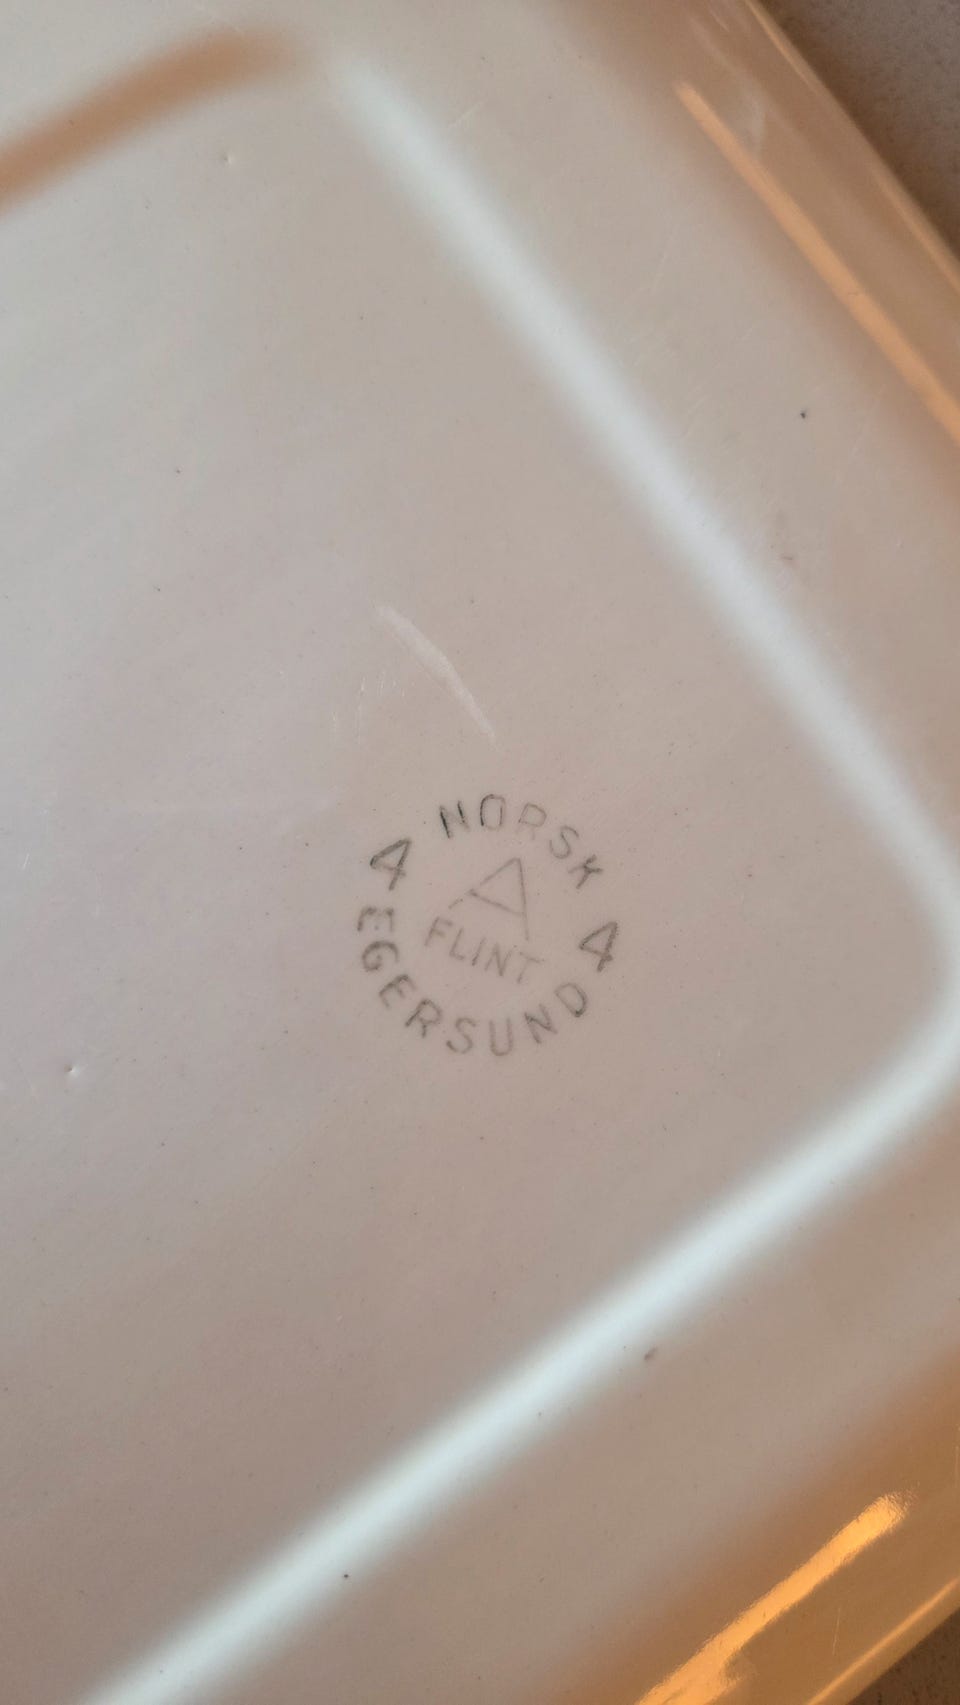 NORSK
4 A 4
FLINT
EGERSUND